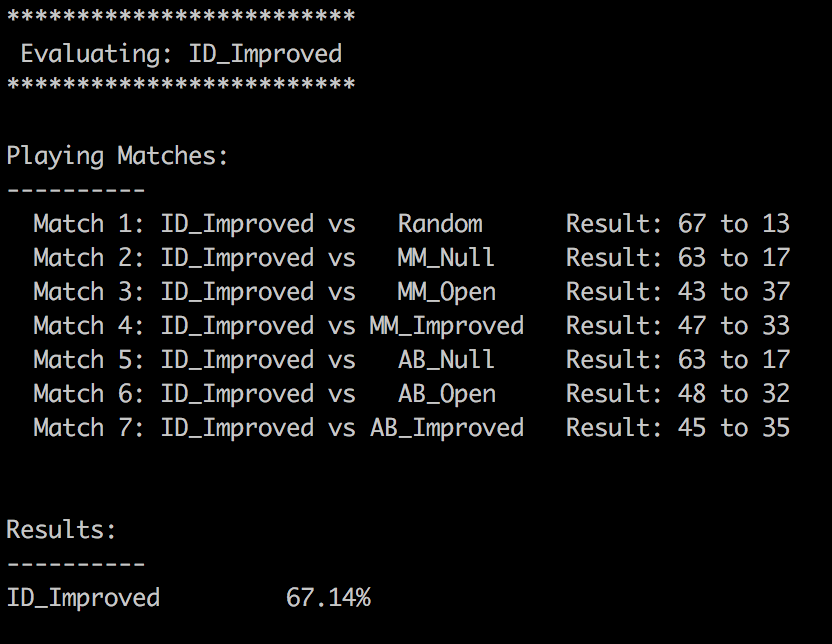 *************************
 Evaluating: ID_Improved
*************************

Playing Matches:
----------
  Match 1: ID_Improved vs   Random      Result: 67 to 13
  Match 2: ID_Improved vs   MM_Null     Result: 63 to 17
  Match 3: ID_Improved vs   MM_Open     Result: 43 to 37
  Match 4: ID_Improved vs MM_Improved   Result: 47 to 33
  Match 5: ID_Improved vs   AB_Null     Result: 63 to 17
  Match 6: ID_Improved vs   AB_Open     Result: 48 to 32
  Match 7: ID_Improved vs AB_Improved   Result: 45 to 35


Results:
----------
ID_Improved         67.14%